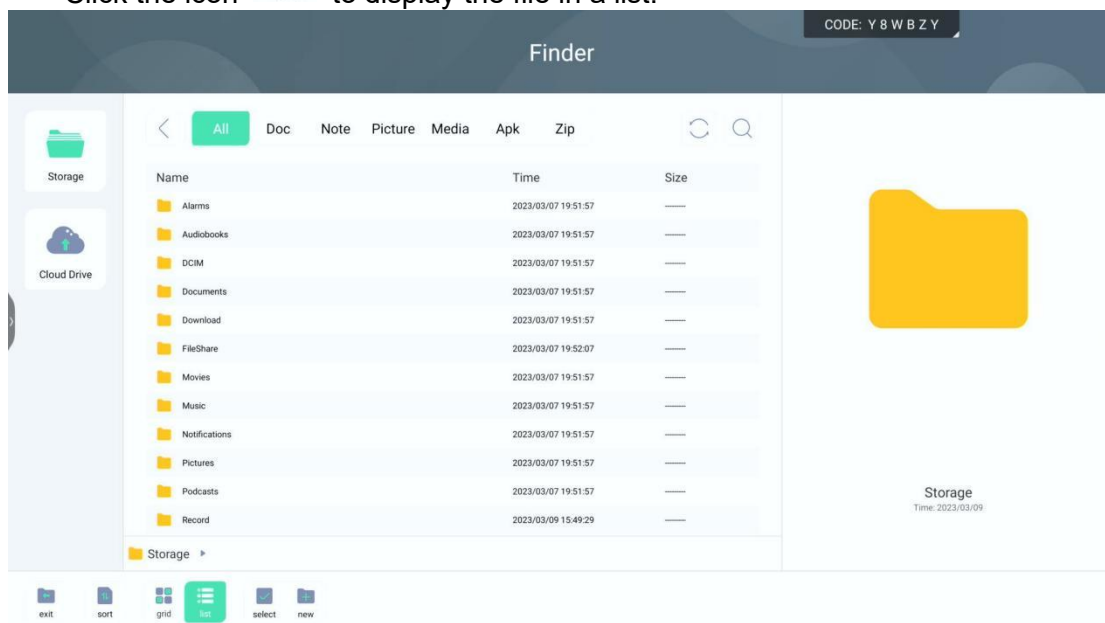 Click the icon to display the file in a list.
CODE: Y 8 W B Z Y
Finder
All Doc Note Picture Media Apk Zip
Storage
Cloud Drive
Name Time Size
Alarms 2023/03/07 19:51:57 ------
Audiobooks 2023/03/07 19:51:57 ------
DCIM 2023/03/07 19:51:57 ------
Documents 2023/03/07 19:51:57 ------
Download 2023/03/07 19:51:57 ------
FileShare 2023/03/07 19:52:07 ------
Movies 2023/03/07 19:51:57 ------
Music 2023/03/07 19:51:57 ------
Notifications 2023/03/07 19:51:57 ------
Pictures 2023/03/07 19:51:57 ------
Podcasts 2023/03/07 19:51:57 ------
Record 2023/03/09 15:49:29 ------
Storage
Time: 2023/03/09
Storage
exit sort grid list select new